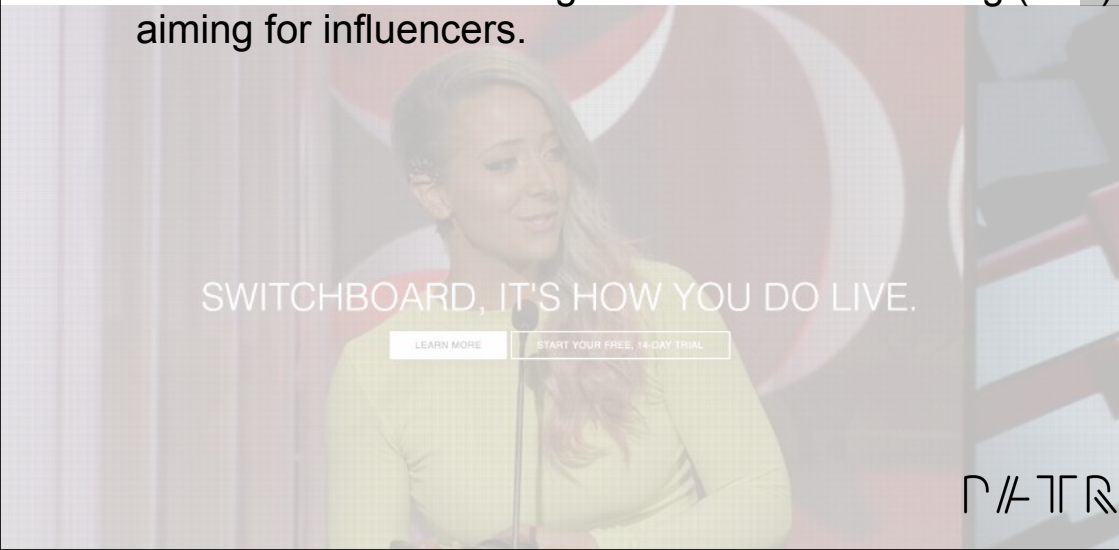 aiming for influencers.
SWITCHBOARD, IT'S HOW YOU DO LIVE.
LEARN MORE
START YOUR FREE, 14-DAY TRIAL